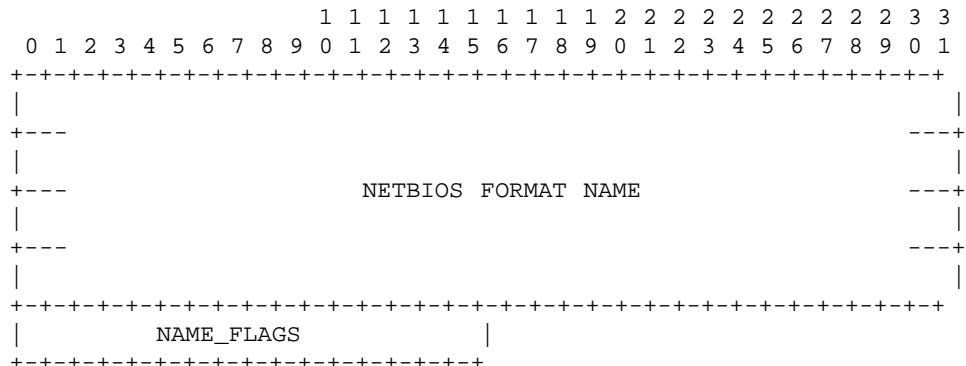 1 1 1 1 1 1 1 1 1 1 2 2 2 2 2 2 2 2 2 2 3 3
 0 1 2 3 4 5 6 7 8 9 0 1 2 3 4 5 6 7 8 9 0 1 2 3 4 5 6 7 8 9 0 1
+-+-+-+-+-+-+-+-+-+-+-+-+-+-+-+-+-+-+-+-+-+-+-+-+-+-+-+-+-+-+-+-+
|                                                               |
+---                                                         ---+
|                                                               |
+---                    NETBIOS FORMAT NAME                  ---+
|                                                               |
+---                                                         ---+
|                                                               |
+-+-+-+-+-+-+-+-+-+-+-+-+-+-+-+-+-+-+-+-+-+-+-+-+-+-+-+-+-+-+-+-+
|         NAME_FLAGS            |
+-+-+-+-+-+-+-+-+-+-+-+-+-+-+-+-+